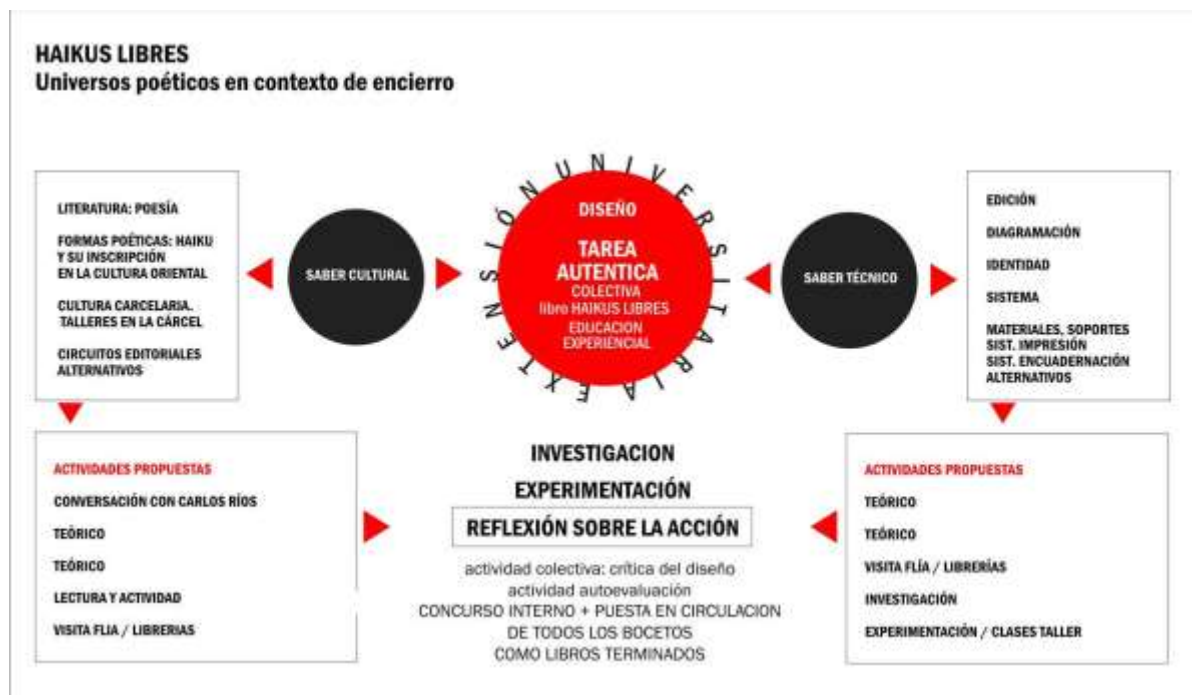 HAIKUS LIBRES
Universos poéticos en contexto de encierro
LITERATURA: POESÍA
FORMAS POÉTICAS: HAIKU
Y SU INSCRIPCIÓN
EN LA CULTURA ORIENTAL
CULTURA CARCELARIA.
TALLERES EN LA CÁRCEL
CIRCUITOS EDITORIALES
ALTERNATIVOS
SABER CULTURAL
EXTENSIÓN UNIVERSITARIA
DISEÑO
TAREA
AUTENTICA
COLECTIVA
libro HAIKUS LIBRES
EDUCACION
EXPERIENCIAL
SABER TÉCNICO
EDICIÓN
DIAGRAMACIÓN
IDENTIDAD
SISTEMA
MATERIALES, SOPORTES
SIST. IMPRESIÓN
SIST. ENCUADERNACIÓN
ALTERNATIVOS
ACTIVIDADES PROPUESTAS
CONVERSACIÓN CON CARLOS RÍOS
TEÓRICO
TEÓRICO
LECTURA Y ACTIVIDAD
VISITA FLIA / LIBRERIAS
INVESTIGACION
EXPERIMENTACIÓN
REFLEXIÓN SOBRE LA ACCIÓN
actividad colectiva: crítica del diseño
actividad autoevaluación
CONCURSO INTERNO + PUESTA EN CIRCULACION
DE TODOS LOS BOCETOS
COMO LIBROS TERMINADOS
ACTIVIDADES PROPUESTAS
TEÓRICO
TEÓRICO
VISITA FLÍA / LIBRERÍAS
INVESTIGACIÓN
EXPERIMENTACIÓN / CLASES TALLER